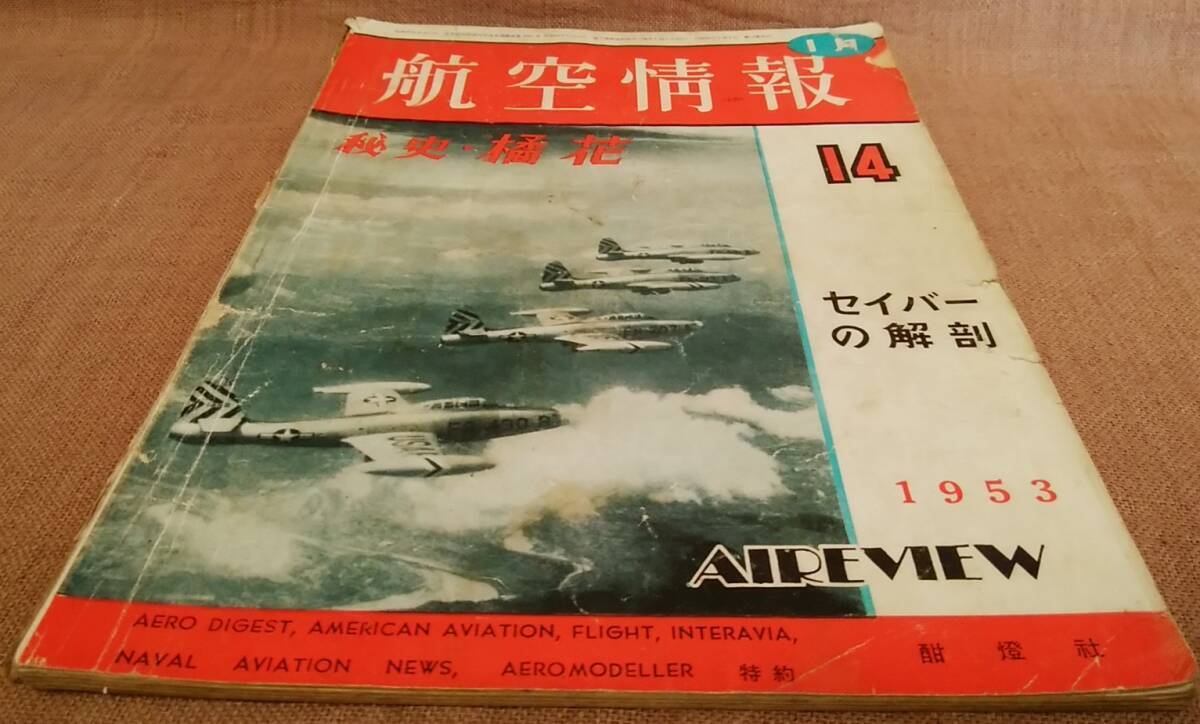 1月
航空情報
秘史・橘花
14
セイバー
の解剖
1953
AIREVIEW
AERO DIGEST, AMERICAN AVIATION, FLIGHT, INTERAVIA,
NAVAL AVIATION NEWS, AEROMODELLER 特約
酣燈社